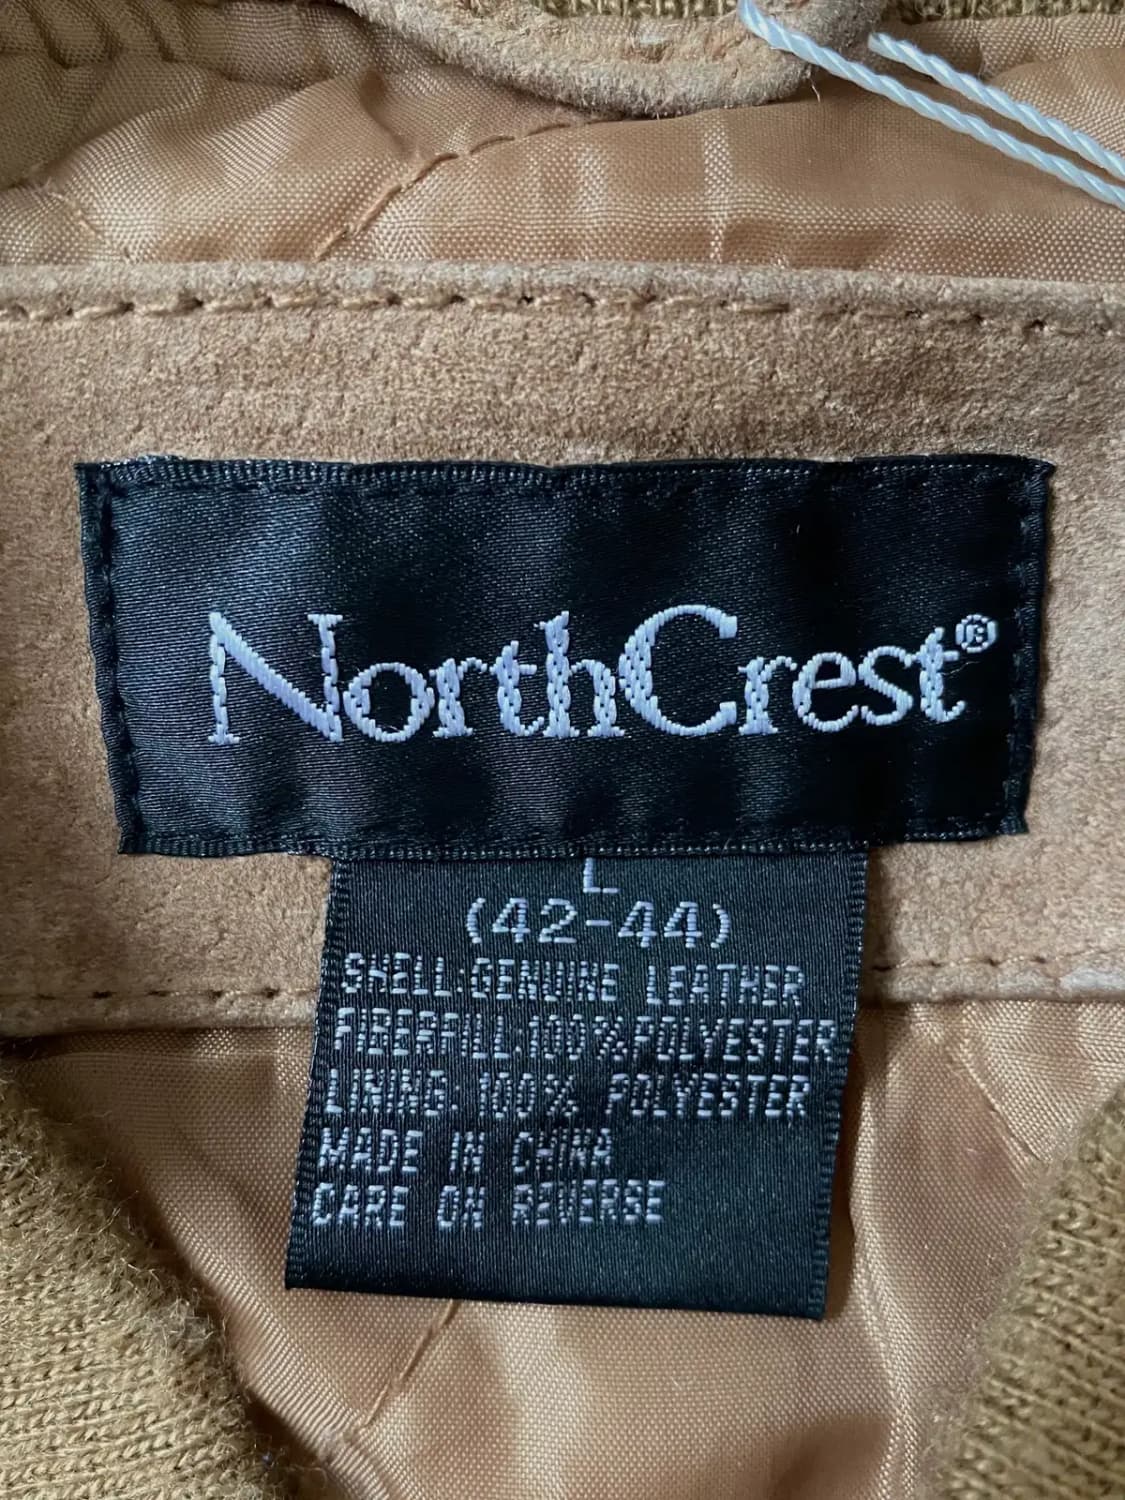 NorthCrest®
L
(42-44)
SHELL:GENUINE LEATHER
FIBERFILL:100%POLYESTER
LINING: 100% POLYESTER
MADE IN CHINA
CARE ON REVERSE